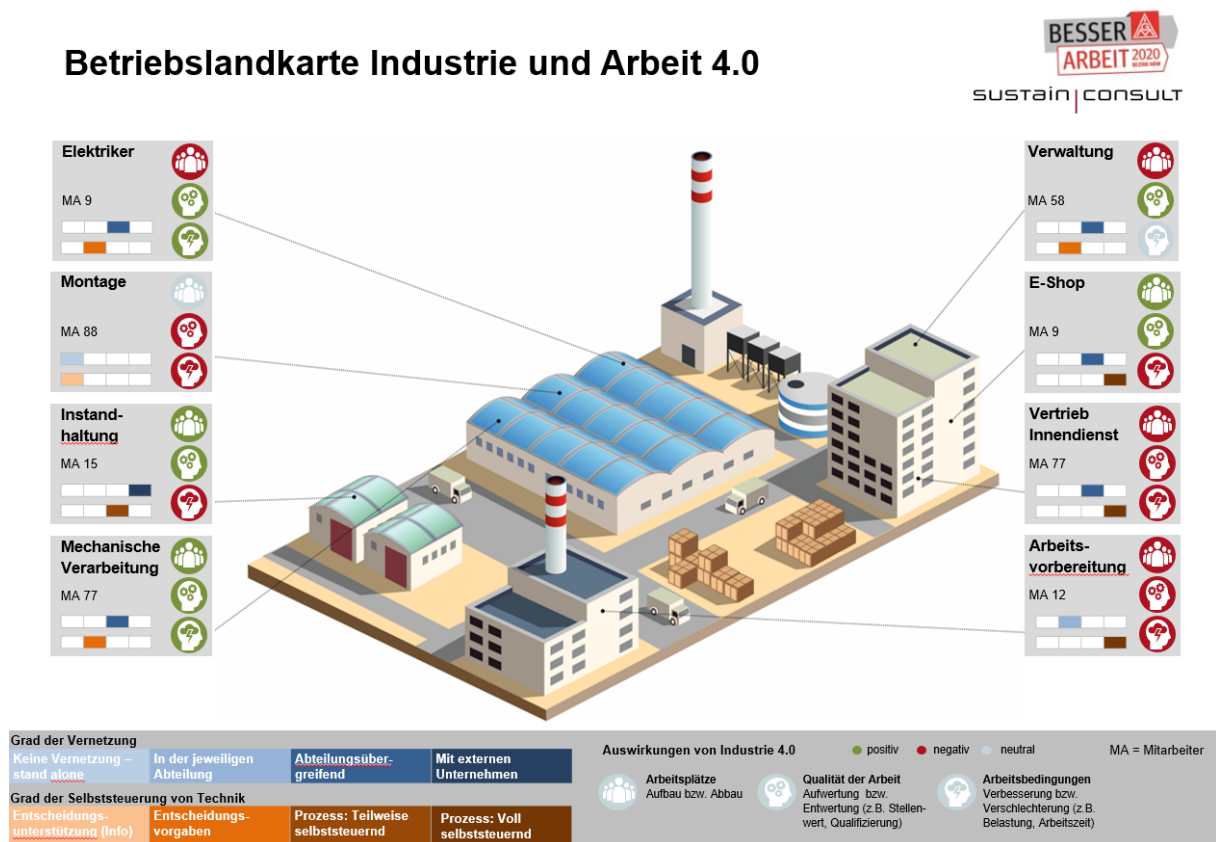 Betriebslandkarte Industrie und Arbeit 4.0
BESSER
ARBEIT 2020
BEZIRK NRW
sustain consult
Elektriker
MA 9
Montage
MA 88
Instand-
haltung
MA 15
Mechanische
Verarbeitung
MA 77
Verwaltung
MA 58
E-Shop
MA 9
Vertrieb
Innendienst
MA 77
Arbeits-
vorbereitung
MA 12
Grad der Vernetzung
Keine Vernetzung –
stand alone
In der jeweiligen
Abteilung
Abteilungsüber-
greifend
Mit externen
Unternehmen
Grad der Selbststeuerung von Technik
Entscheidungs-
unterstützung (Info)
Entscheidungs-
vorgaben
Prozess: Teilweise
selbststeuernd
Prozess: Voll
selbststeuernd
Auswirkungen von Industrie 4.0
positiv
negativ
neutral
MA = Mitarbeiter
Arbeitsplätze
Aufbau bzw. Abbau
Qualität der Arbeit
Aufwertung bzw.
Entwertung (z.B. Stellen-
wert, Qualifizierung)
Arbeitsbedingungen
Verbesserung bzw.
Verschlechterung (z.B.
Belastung, Arbeitszeit)